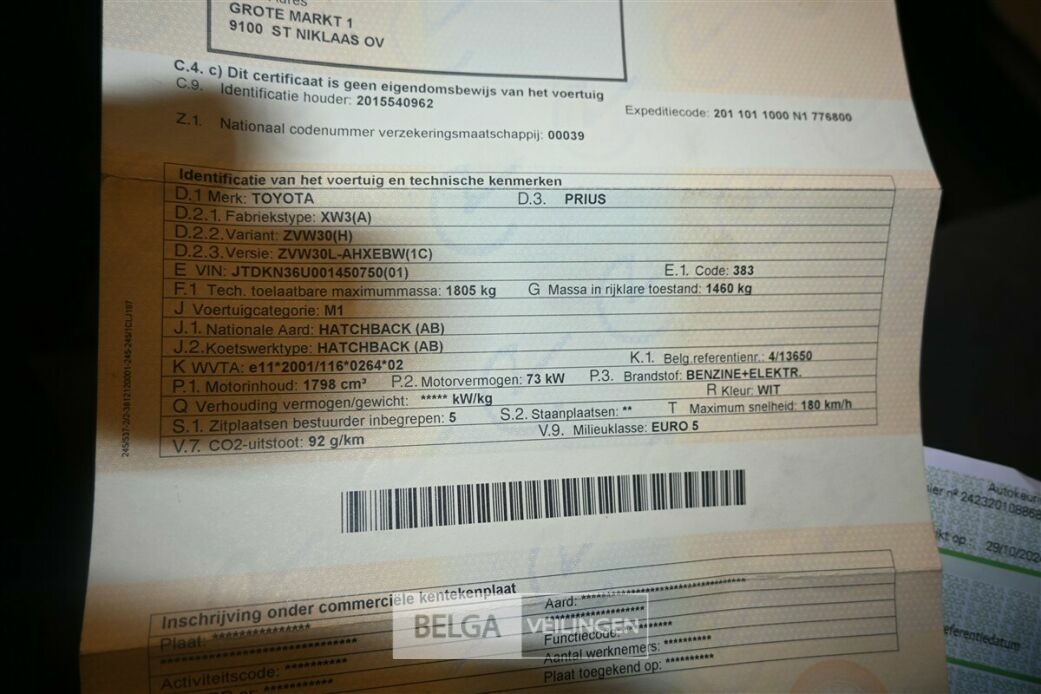 GROTE MARKT 1
9100 ST NIKLAAS OV
C.4. c) Dit certificaat is geen eigendomsbewijs van het voertuig
C.9. Identificatie houder: 2015540962
Expeditiecode: 201 101 1000 N1 776800
Z.1. Nationaal codenummer verzekeringsmaatschappij: 00039
Identificatie van het voertuig en technische kenmerken
D.1 Merk: TOYOTA D.3. PRIUS
D.2.1. Fabriekstype: XW3(A)
D.2.2. Variant: ZVW30(H)
D.2.3. Versie: ZVW30L-AHXEBW(1C)
E VIN: JTDKN36U001450750(01) E.1. Code: 383
F.1 Tech. toelaatbare maximummassa: 1805 kg G Massa in rijklare toestand: 1460 kg
J Voertuigcategorie: M1
J.1. Nationale Aard: HATCHBACK (AB)
J.2. Koetswerktype: HATCHBACK (AB)
K WVTA: e11*2001/116*0264*02 K.1. Belg.referentienr.: 4/13650
P.1. Motorinhoud: 1798 cm³ P.2. Motorvermogen: 73 kW P.3. Brandstof: BENZINE+ELEKTR.
Q Verhouding vermogen/gewicht: ***** kW/kg R Kleur: WIT
S.1. Zitplaatsen bestuurder inbegrepen: 5 S.2. Staanplaatsen: ** T Maximum snelheid: 180 km/h
V.7. CO2-uitstoot: 92 g/km V.9. Milieuklasse: EURO 5
Inschrijving onder commerciële kentekenplaat
Plaat: ***************
Aard: *************************
Functiecode:
Activiteitscode: **********
Aantal werknemers: **********
Plaat toegekend op: **********
BELGA VEILINGEN
Autokeuri
29/10/202
eferentiedatum